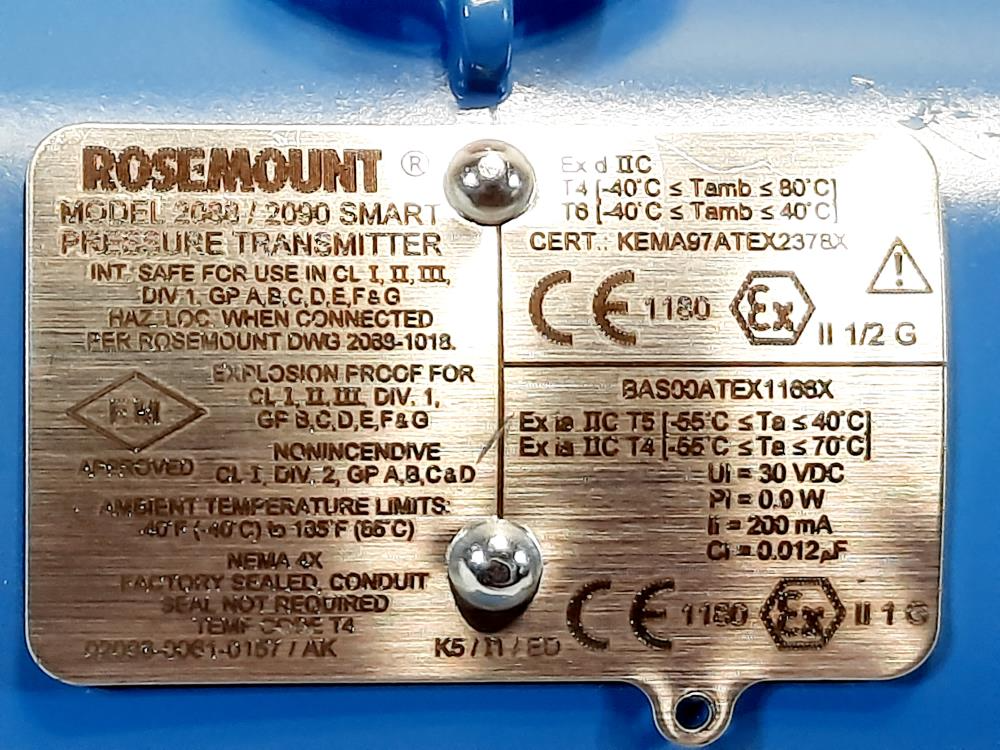 ROSEMOUNT ®
MODEL 2088 / 2090 SMART
PRESSURE TRANSMITTER
INT. SAFE FOR USE IN CL I, II, III,
DIV 1, GP A,B,C,D,E,F&G
HAZ. LOC. WHEN CONNECTED
PER ROSEMOUNT DWG 2088-1018.
EXPLOSION PROOF FOR
CL I, II, III, DIV. 1,
GP B,C,D,E,F&G
FM
APPROVED
NONINCENDIVE
CL I, DIV. 2, GP A,B,C&D
AMBIENT TEMPERATURE LIMITS:
-40°F (-40°C) to 185°F (85°C)
NEMA 4X
FACTORY SEALED, CONDUIT
SEAL NOT REQUIRED
TEMP CODE T4
/ AK
K5 / I1 / ED
Ex d IIC
T4 [-40°C ≤ Tamb ≤ 80°C]
T6 [-40°C ≤ Tamb ≤ 40°C]
CERT.: KEMA97ATEX2378X
CE 1180 Ex II 1/2 G
!
BAS00ATEX1166X
Ex ia IIC T5 [-55°C ≤ Ta ≤ 40°C]
Ex ia IIC T4 [-55°C ≤ Ta ≤ 70°C]
Ui = 30 VDC
Pi = 0.9 W
Ii = 200 mA
Ci = 0.012µF
CE 1180 Ex II 1 G